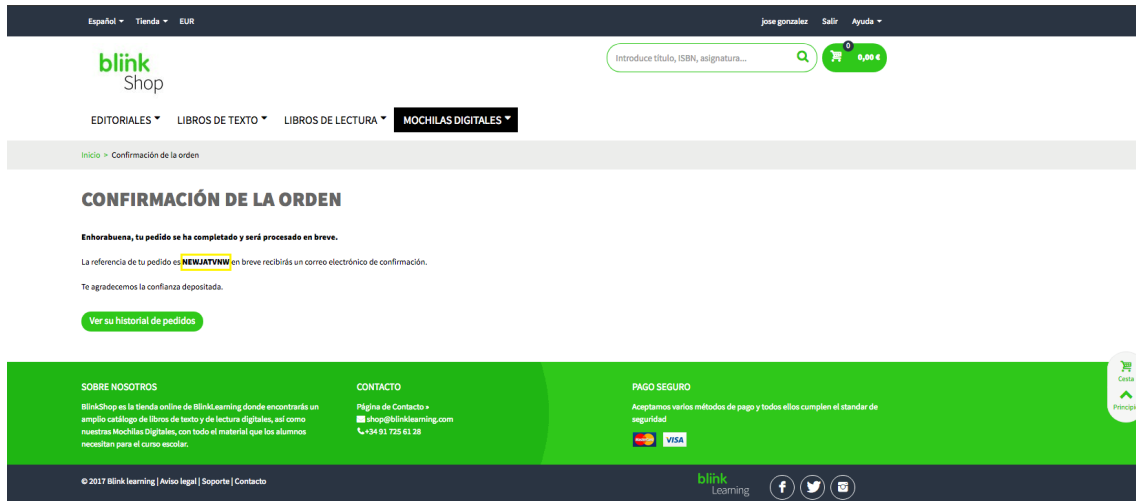 Español Tienda EUR jose gonzalez Salir Ayuda
blink
Shop
Introduce título, ISBN, asignatura...
0
0,00 €
EDITORIALES LIBROS DE TEXTO LIBROS DE LECTURA MOCHILAS DIGITALES
Inicio > Confirmación de la orden
CONFIRMACIÓN DE LA ORDEN
Enhorabuena, tu pedido se ha completado y será procesado en breve.
La referencia de tu pedido es NEWJATVNW en breve recibirás un correo electrónico de confirmación.
Te agradecemos la confianza depositada.
Ver su historial de pedidos
Cesta
Principio
SOBRE NOSOTROS
BlinkShop es la tienda online de BlinkLearning donde encontrarás un
amplio catálogo de libros de texto y de lectura digitales, así como
nuestras Mochilas Digitales, con todo el material que los alumnos
necesitan para el curso escolar.
CONTACTO
Página de Contacto »
shop@blinklearning.com
+34 91 725 61 28
PAGO SEGURO
Aceptamos varios métodos de pago y todos ellos cumplen el standar de
seguridad
MasterCard VISA
© 2017 Blink learning | Aviso legal | Soporte | Contacto
blink
Learning